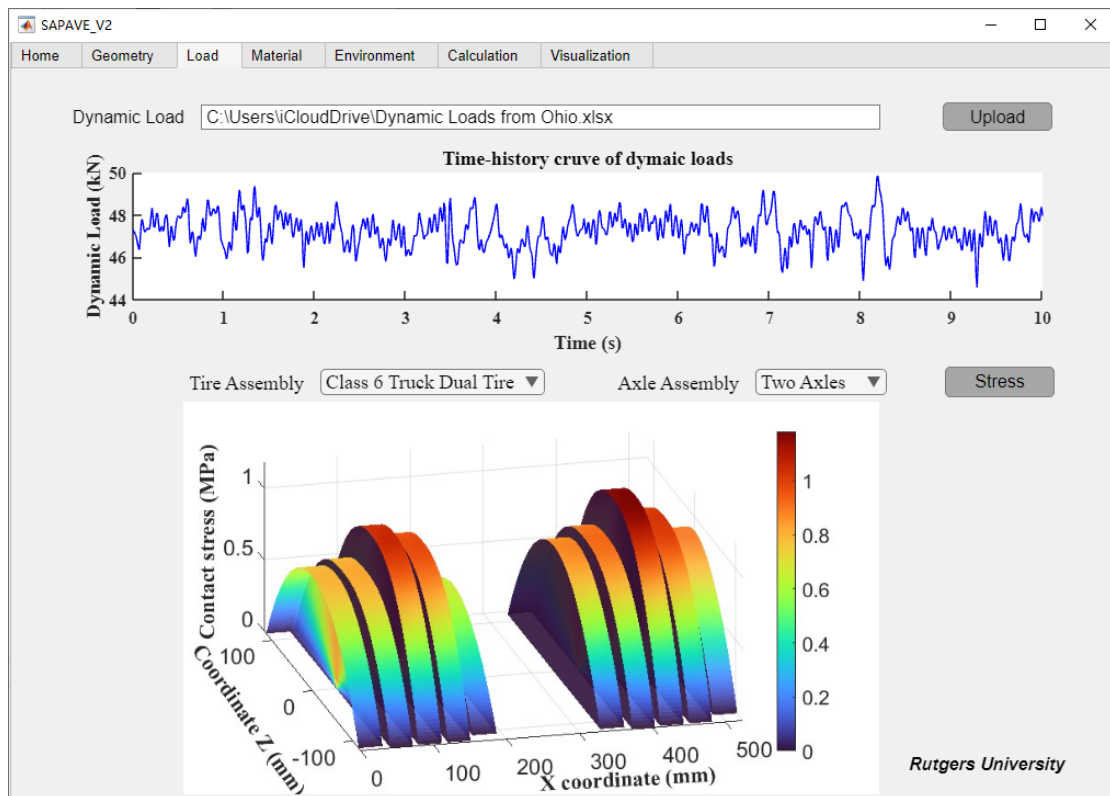 SAPAVE_V2
Home Geometry Load Material Environment Calculation Visualization
Dynamic Load C:\Users\iCloudDrive\Dynamic Loads from Ohio.xlsx Upload
Time-history cruve of dymaic loads
Dynamic Load (kN)
50
48
46
44
0 1 2 3 4 5 6 7 8 9 10
Time (s)
Tire Assembly Class 6 Truck Dual Tire Axle Assembly Two Axles Stress
Contact stress (MPa)
1
0.5
0
Coordinate Z (mm)
100
0
-100
0 100 200 300 400 500
X coordinate (mm)
1
0.8
0.6
0.4
0.2
0
Rutgers University